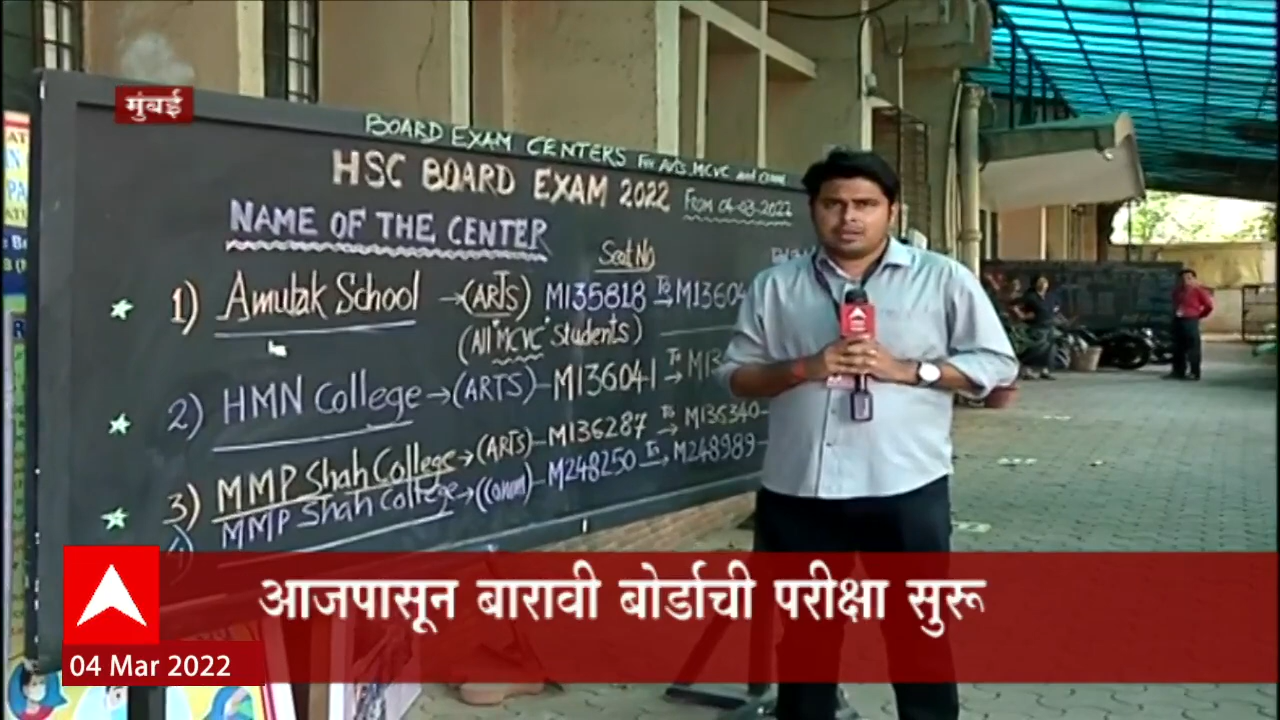 मुंबई
BOARD EXAM CENTERS For Arts, MCVC and Comm
HSC BOARD EXAM 2022 From 04-03-2022
NAME OF THE CENTER
Seat No
1) Amulak School → (ARTS) M135818 To M13604
(All MCVC Students)
2) HMN College → (ARTS) - M136041 To M13
3) MMP Shah College → (ARTS) - M136287 To M135340
4) MMP Shah College → (Comm) - M248250 To M248989
आजपासून बारावी बोर्डाची परीक्षा सुरू
04 Mar 2022